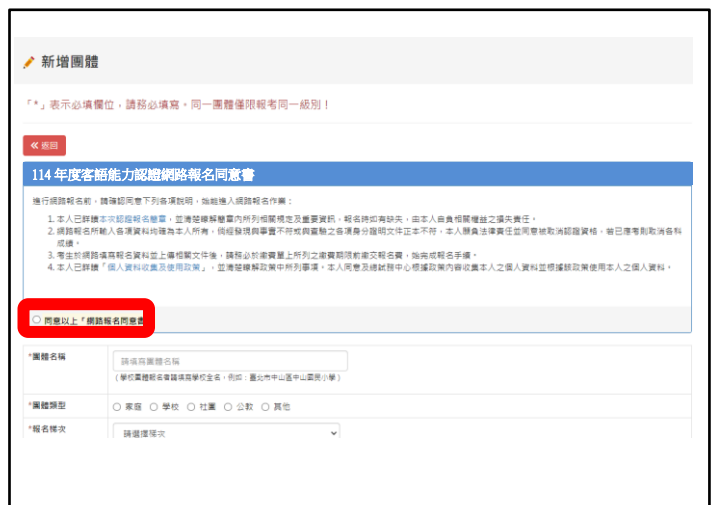 新增團體
「*」表示必填欄位，請務必填寫。同一團體僅限報考同一級別！
返回
114 年度客語能力認證網路報名同意書
進行網路報名前，請確認同意下列各項說明，始能進入網路報名作業：
1. 本人已詳讀本次認證報名簡章，並清楚瞭解簡章內所列相關規定及重要資訊，報名時如有缺失，由本人自負相關權益之損失責任。
2. 網路報名所輸入各項資料均確為本人所有，倘經發現與事實不符或與查驗之各項身分證明文件正本不符，本人願負法律責任並同意被取消認證資格，若已應考則取消各科
成績。
3. 考生於網路填寫報名資料並上傳相關文件後，請務必於繳費單上所列之繳費期限前繳交報名費，始完成報名手續。
4. 本人已詳讀「個人資料收集及使用政策」，並清楚瞭解政策中所列事項。本人同意及總試務中心根據政策內容收集本人之個人資料並根據該政策使用本人之個人資料。
同意以上「網路報名同意書
*團體名稱
請填寫團體名稱
(學校團體報名者請填寫學校全名，例如：臺北市中山區中山國民小學)
*團體類型
家庭 學校 社團 公教 其他
*報名梯次
請選擇梯次